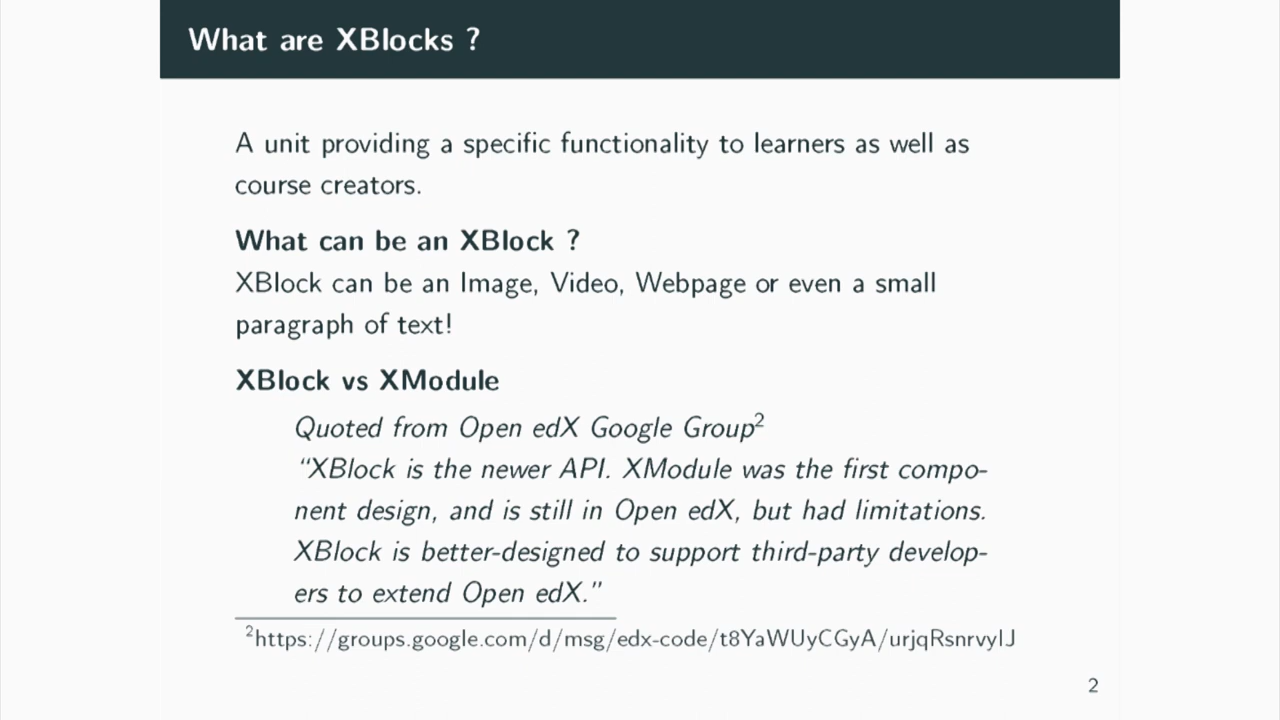 What are XBlocks ?
A unit providing a specific functionality to learners as well as
course creators.
What can be an XBlock ?
XBlock can be an Image, Video, Webpage or even a small
paragraph of text!
XBlock vs XModule
Quoted from Open edX Google Group²
“XBlock is the newer API. XModule was the first compo-
nent design, and is still in Open edX, but had limitations.
XBlock is better-designed to support third-party develop-
ers to extend Open edX.”
²https://groups.google.com/d/msg/edx-code/t8YaWUyCGyA/urjqRsnrvyIJ
2